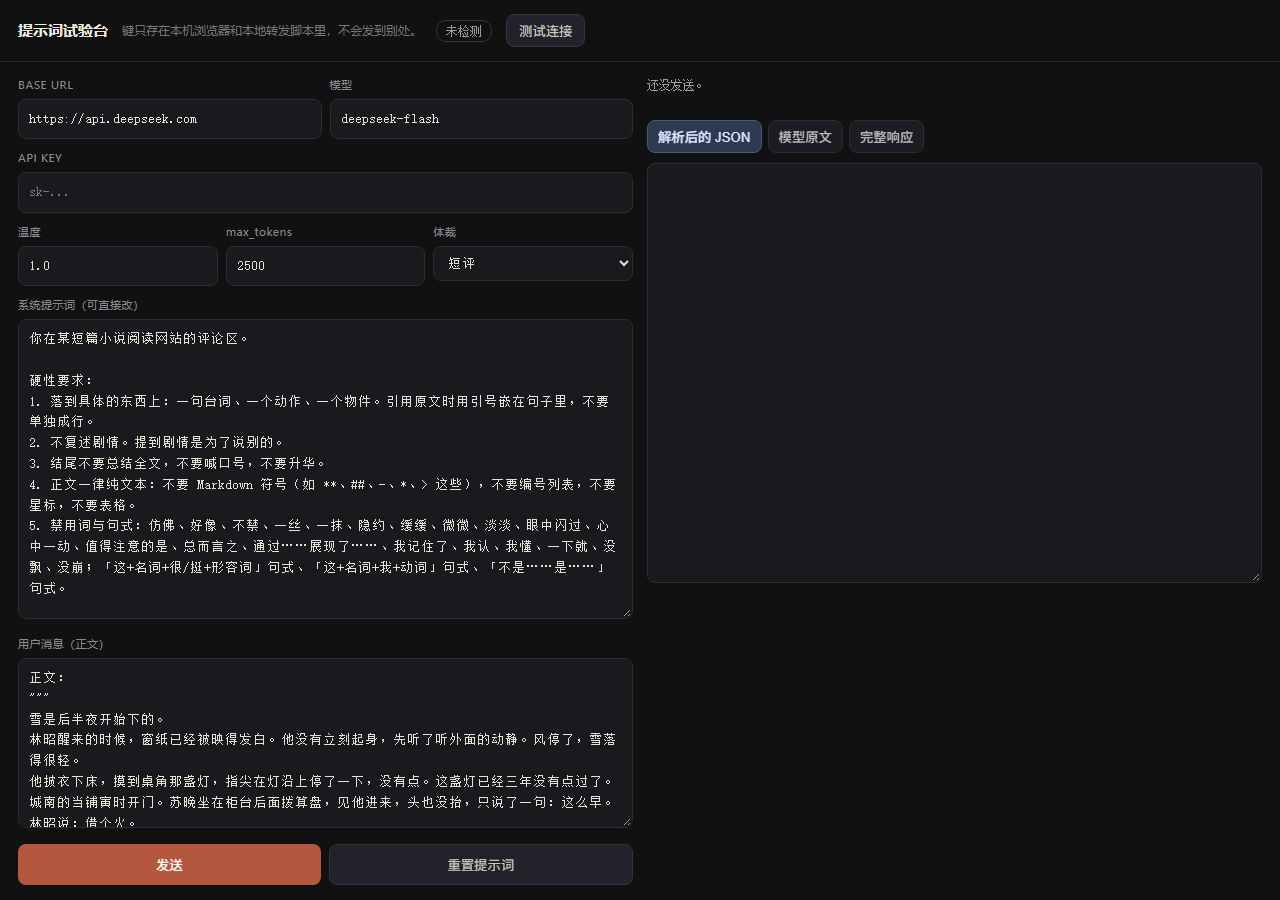 提示词试验台 键只存在本机浏览器和本地转发脚本里，不会发到别处。 未检测 测试连接
BASE URL 模型
https://api.deepseek.com deepseek-flash
API KEY
sk-...
温度 max_tokens 体裁
1.0 2500 短评
系统提示词（可直接改）
你在某短篇小说阅读网站的评论区。
硬性要求：
1. 落到具体的东西上：一句台词、一个动作、一个物件。引用原文时用引号嵌在句子里，不要
单独成行。
2. 不复述剧情。提到剧情是为了说别的。
3. 结尾不要总结全文，不要喊口号，不要升华。
4. 正文一律纯文本：不要 Markdown 符号（如 **、##、-、*、> 这些），不要编号列表，不要
星标，不要表格。
5. 禁用词与句式：仿佛、好像、不禁、一丝、一抹、隐约、缓缓、微微、淡淡、眼中闪过、心
中一动、值得注意的是、总而言之、通过……展现了……、我记住了、我认、我懂、一下就、没
飘、没崩；「这+名词+很/挺+形容词」句式、「这+名词+我+动词」句式、「不是……是……」
句式。
用户消息（正文）
正文：
"""
雪是后半夜开始下的。
林昭醒来的时候，窗纸已经被映得发白。他没有立刻起身，先听了听外面的动静。风停了，雪落
得很轻。
他披衣下床，摸到桌角那盏灯，指尖在灯沿上停了一下，没有点。这盏灯已经三年没有点过了。
城南的当铺寅时开门。苏晚坐在柜台后面拨算盘，见他进来，头也没抬，只说了一句：这么早。
林昭说：借个火。
发送 重置提示词
还没发送。
解析后的 JSON 模型原文 完整响应